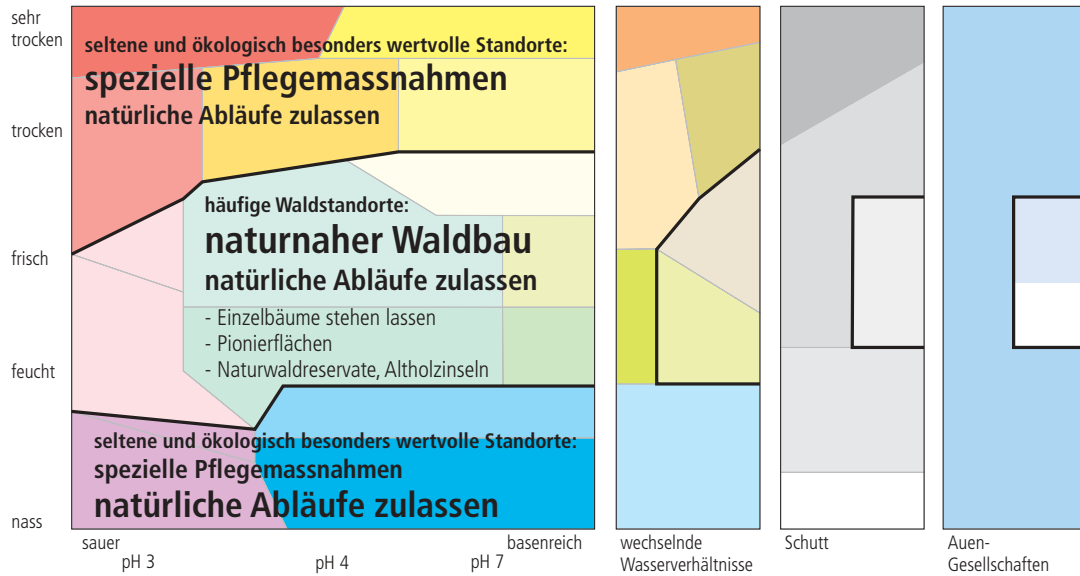 sehr
trocken
trocken
frisch
feucht
nass
seltene und ökologisch besonders wertvolle Standorte:
spezielle Pflegemassnahmen
natürliche Abläufe zulassen
häufige Waldstandorte:
naturnaher Waldbau
natürliche Abläufe zulassen
- Einzelbäume stehen lassen
- Pionierflächen
- Naturwaldreservate, Altholzinseln
seltene und ökologisch besonders wertvolle Standorte:
spezielle Pflegemassnahmen
natürliche Abläufe zulassen
sauer
basenreich
pH 3
pH 4
pH 7
wechselnde
Wasserverhältnisse
Schutt
Auen-
Gesellschaften